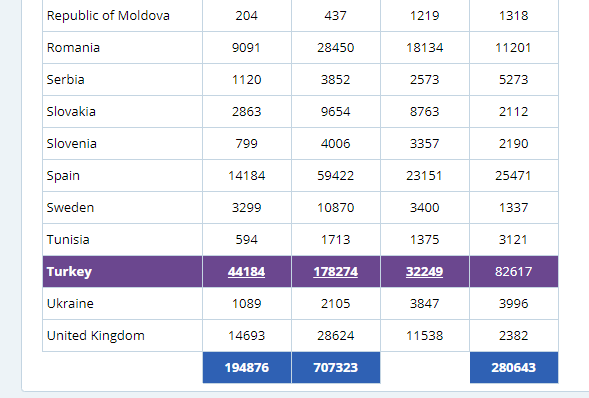 Republic of Moldova 204 437 1219 1318
Romania 9091 28450 18134 11201
Serbia 1120 3852 2573 5273
Slovakia 2863 9654 8763 2112
Slovenia 799 4006 3357 2190
Spain 14184 59422 23151 25471
Sweden 3299 10870 3400 1337
Tunisia 594 1713 1375 3121
Turkey 44184 178274 32249 82617
Ukraine 1089 2105 3847 3996
United Kingdom 14693 28624 11538 2382
194876 707323 280643